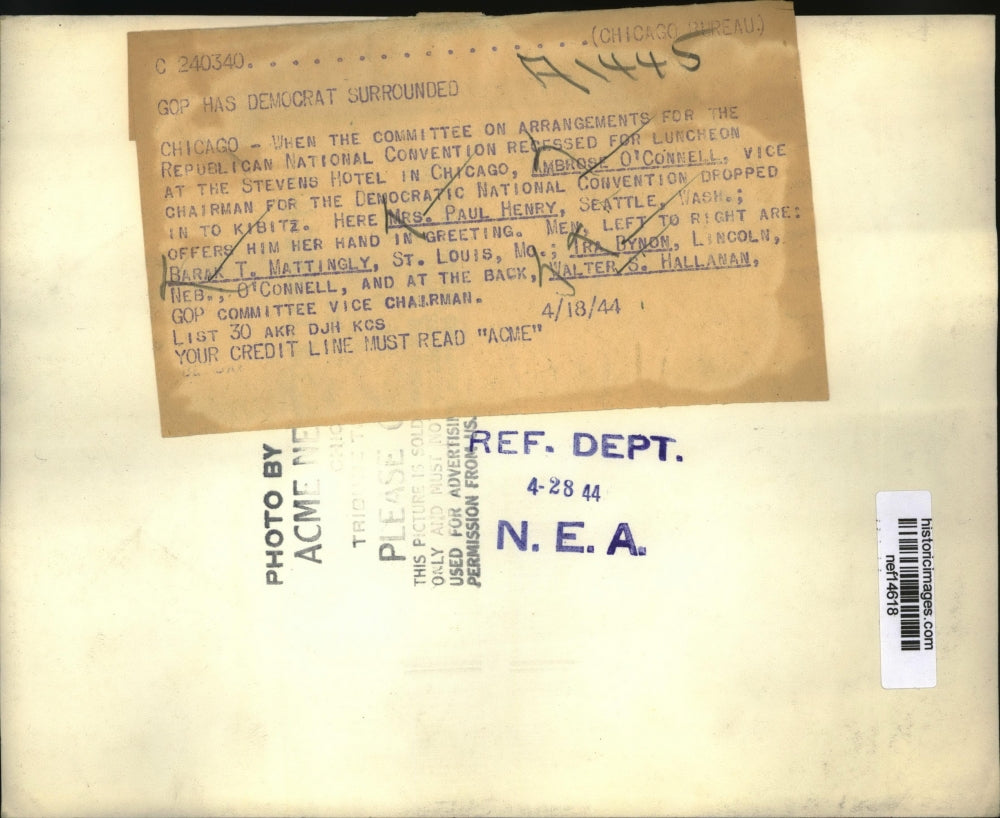 (CHICAGO BUREAU.)
C 240340. . . . . . . . . . . . . . . . . .
GOP HAS DEMOCRAT SURROUNDED
CHICAGO - WHEN THE COMMITTEE ON ARRANGEMENTS FOR THE
REPUBLICAN NATIONAL CONVENTION RECESSED FOR LUNCHEON
AT THE STEVENS HOTEL IN CHICAGO, AMBROSE O'CONNELL, VICE
CHAIRMAN FOR THE DEMOCRATIC NATIONAL CONVENTION DROPPED
IN TO KIBITZ. HERE MRS. PAUL HENRY, SEATTLE, WASH.;
OFFERS HIM HER HAND IN GREETING. MEN, LEFT TO RIGHT ARE:
BARAK T. MATTINGLY, ST. LOUIS, MO.; IRA DYNON, LINCOLN,
NEB., O'CONNELL, AND AT THE BACK, WALTER S. HALLANAN,
GOP COMMITTEE VICE CHAIRMAN.
LIST 30 AKR DJH KCS 4/18/44
YOUR CREDIT LINE MUST READ "ACME"
PHOTO BY
ACME NE
CHIC
TRIB
PLEASE
THIS PICTURE IS SOLD
ONLY AND MUST NO
USED FOR ADVERTISI
PERMISSION FROM US.
REF. DEPT.
4-28 44
N. E. A.
historicimages.com
nef14618